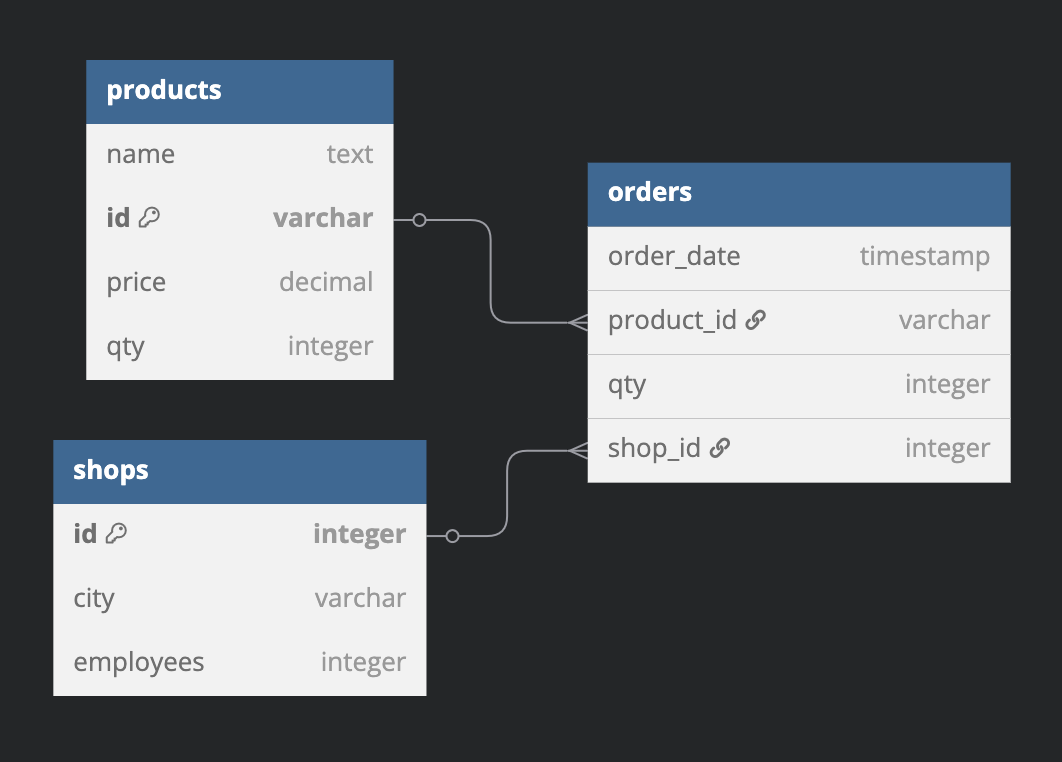 products
name text
id varchar
price decimal
qty integer
orders
order_date timestamp
product_id varchar
qty integer
shop_id integer
shops
id integer
city varchar
employees integer